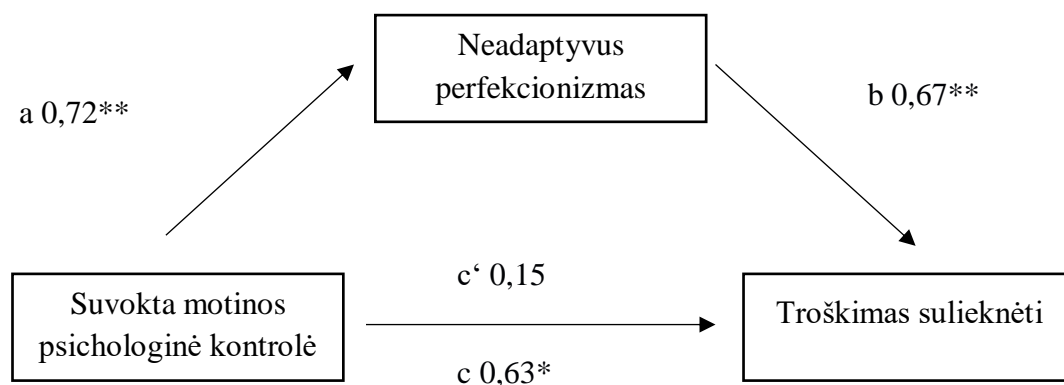 Neadaptyvus
perfekcionizmas
a 0,72**
b 0,67**
Suvokta motinos
psichologinė kontrolė
c‘ 0,15
c 0,63*
Troškimas sulieknėti